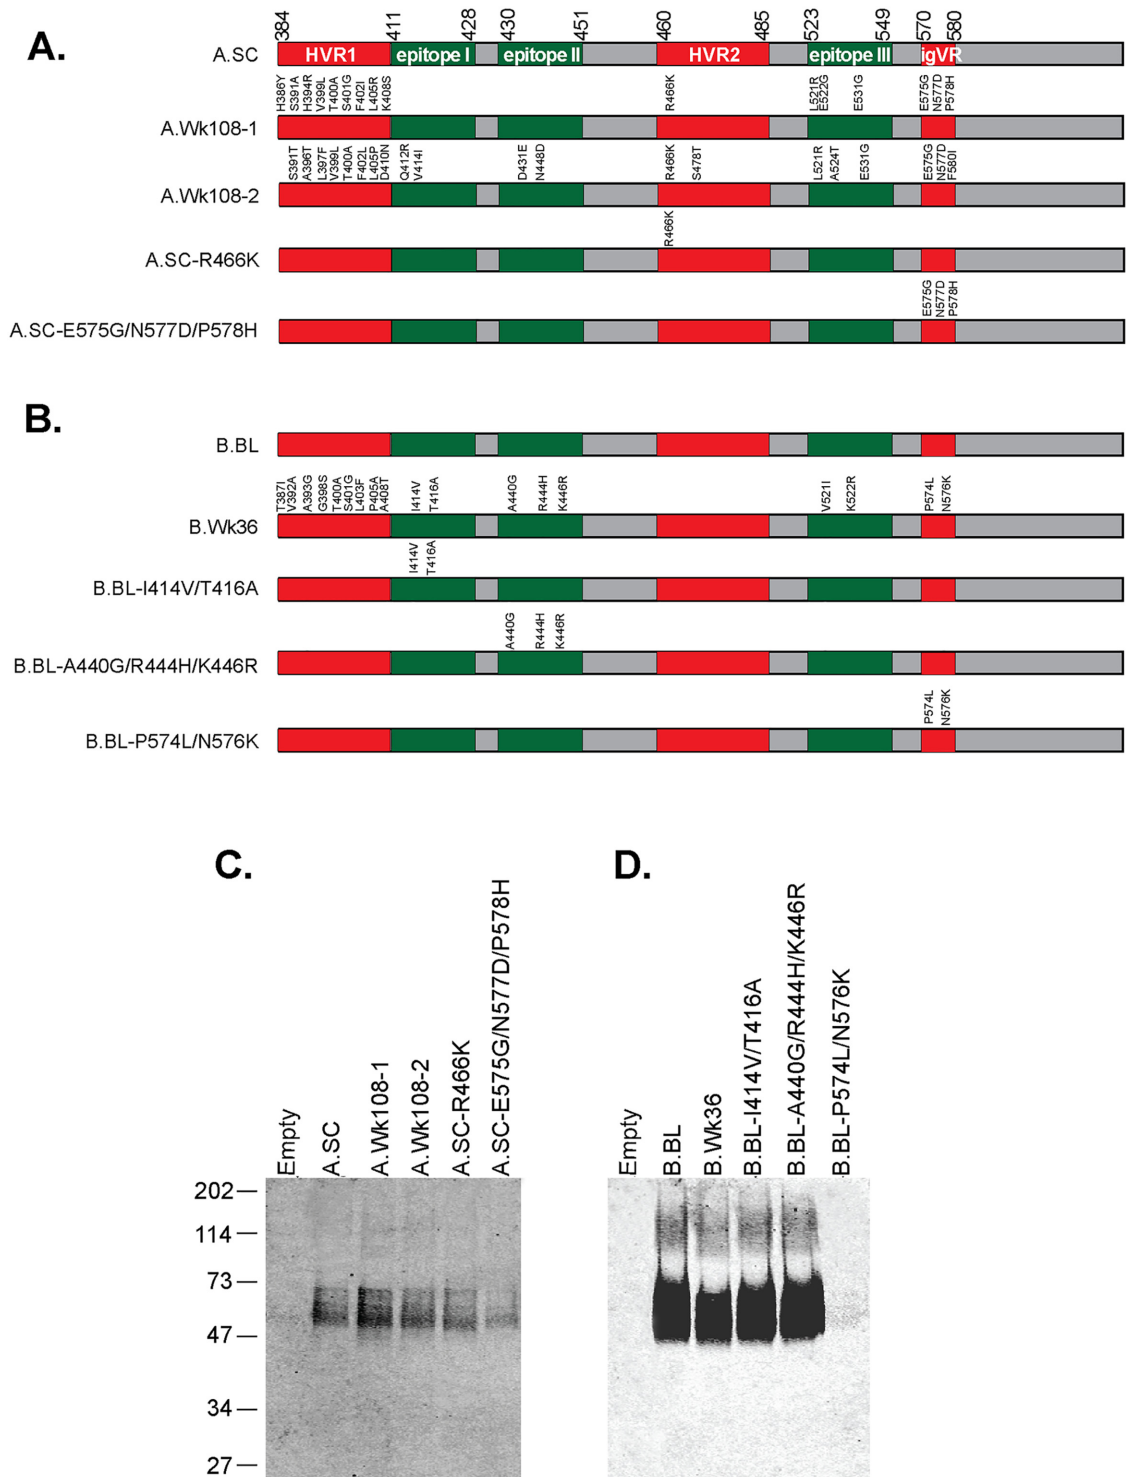 A.
384 411 428 430 451 460 485 523 549 570 580
A.SC HVR1 epitope I epitope II HVR2 epitope III igVR
H386Y S391A H394R V399L T400A S401G F402I L405R K408S R466K L521R E522G E531G E575G N577D P578H
A.Wk108-1
S391T A396T L397F V399L T400A F402L L405P D410N Q412R V414I D431E N448D R466K S478T L521R A524T E531G E575G N577D F580I
A.Wk108-2
R466K
A.SC-R466K
E575G N577D P578H
A.SC-E575G/N577D/P578H
B.
B.BL
T387I V392A A393G G398S T400A S401G L403F P405A A408T I414V T416A A440G R444H K446R V521I K522R P574L N576K
B.Wk36
I414V T416A
B.BL-I414V/T416A
A440G R444H K446R
B.BL-A440G/R444H/K446R
P574L N576K
B.BL-P574L/N576K
C.
Empty
A.SC
A.Wk108-1
A.Wk108-2
A.SC-R466K
A.SC-E575G/N577D/P578H
202
114
73
47
34
27
D.
Empty
B.BL
B.Wk36
B.BL-I414V/T416A
B.BL-A440G/R444H/K446R
B.BL-P574L/N576K